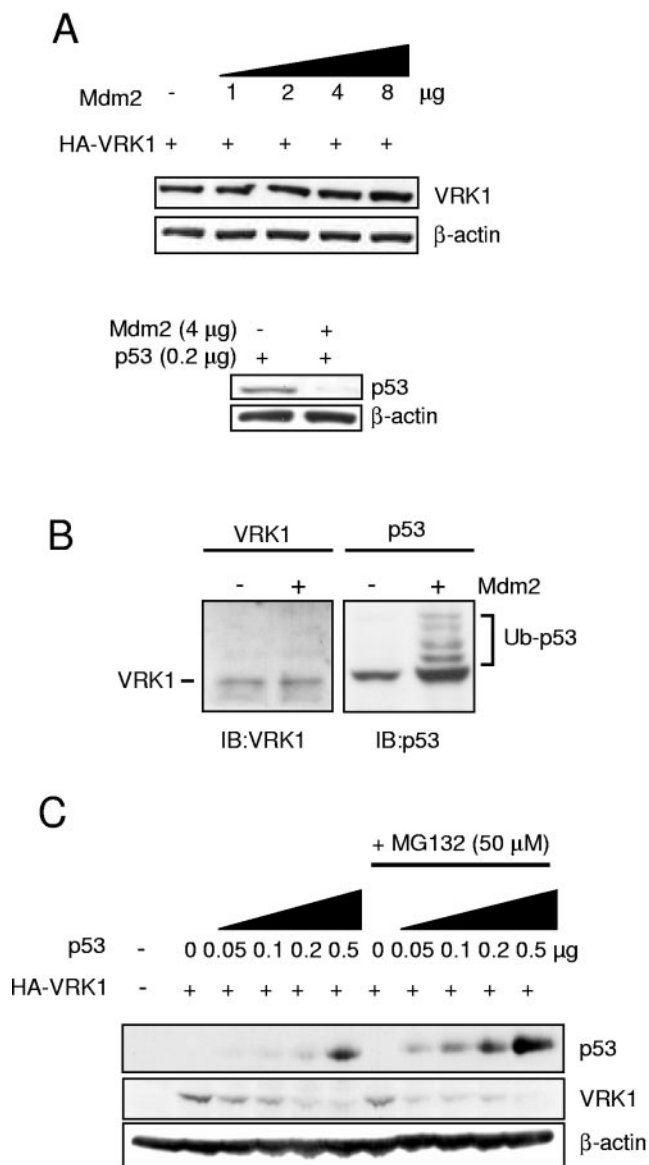 A
Mdm2 - 1 2 4 8 μg
HA-VRK1 + + + + +
VRK1
β-actin
Mdm2 (4 μg) - +
p53 (0.2 μg) + +
p53
β-actin
B
VRK1 p53
- + - + Mdm2
Ub-p53
VRK1
IB:VRK1 IB:p53
C
+ MG132 (50 μM)
p53 - 0 0.05 0.1 0.2 0.5 0 0.05 0.1 0.2 0.5 μg
HA-VRK1 - + + + + + + + + + +
p53
VRK1
β-actin